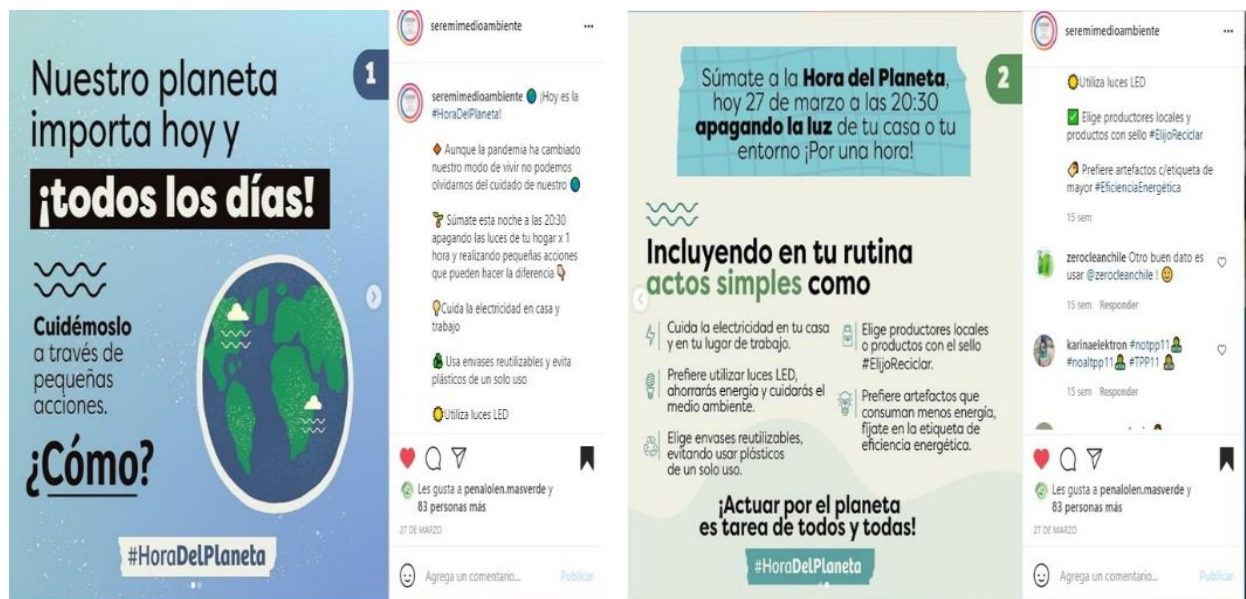 Nuestro planeta
importa hoy y
¡todos los días!
1
Cuidémoslo
a través de
pequeñas
acciones.
¿Cómo?
#HoraDelPlaneta
seremimedioambiente
seremimedioambiente ¡Hoy es la
#HoraDelPlaneta!
Aunque la pandemia ha cambiado
nuestro modo de vivir no podemos
olvidarnos del cuidado de nuestro
Súmate esta noche a las 20:30
apagando las luces de tu hogar x 1
hora y realizando pequeñas acciones
que pueden hacer la diferencia
Cuida la electricidad en casa y
trabajo
Usa envases reutilizables y evita
plásticos de un solo uso
Utiliza luces LED
Les gusta a penalolen.masverde y
83 personas más
27 DE MARZO
Agrega un comentario... Publicar
Súmate a la Hora del Planeta,
hoy 27 de marzo a las 20:30
apagando la luz de tu casa o tu
entorno ¡Por una hora!
2
Incluyendo en tu rutina
actos simples como
Cuida la electricidad en tu casa
y en tu lugar de trabajo.
Prefiere utilizar luces LED,
ahorrarás energía y cuidarás el
medio ambiente.
Elige envases reutilizables,
evitando usar plásticos
de un solo uso.
Elige productores locales
o productos con el sello
#ElijoReciclar.
Prefiere artefactos que
consuman menos energía,
fíjate en la etiqueta de
eficiencia energética.
¡Actuar por el planeta
es tarea de todos y todas!
#HoraDelPlaneta
seremimedioambiente
Utiliza luces LED
Elige productores locales y
productos con sello #ElijoReciclar
Prefiere artefactos c/etiqueta de
mayor #EficienciaEnergética
15 sem
zerocleanchile Otro buen dato es
usar @zerocleanchile !
15 sem Responder
karinaelektron #notpp11
#noaltpp11 #TPP11
15 sem Responder
Les gusta a penalolen.masverde y
83 personas más
27 DE MARZO
Agrega un comentario... Publicar